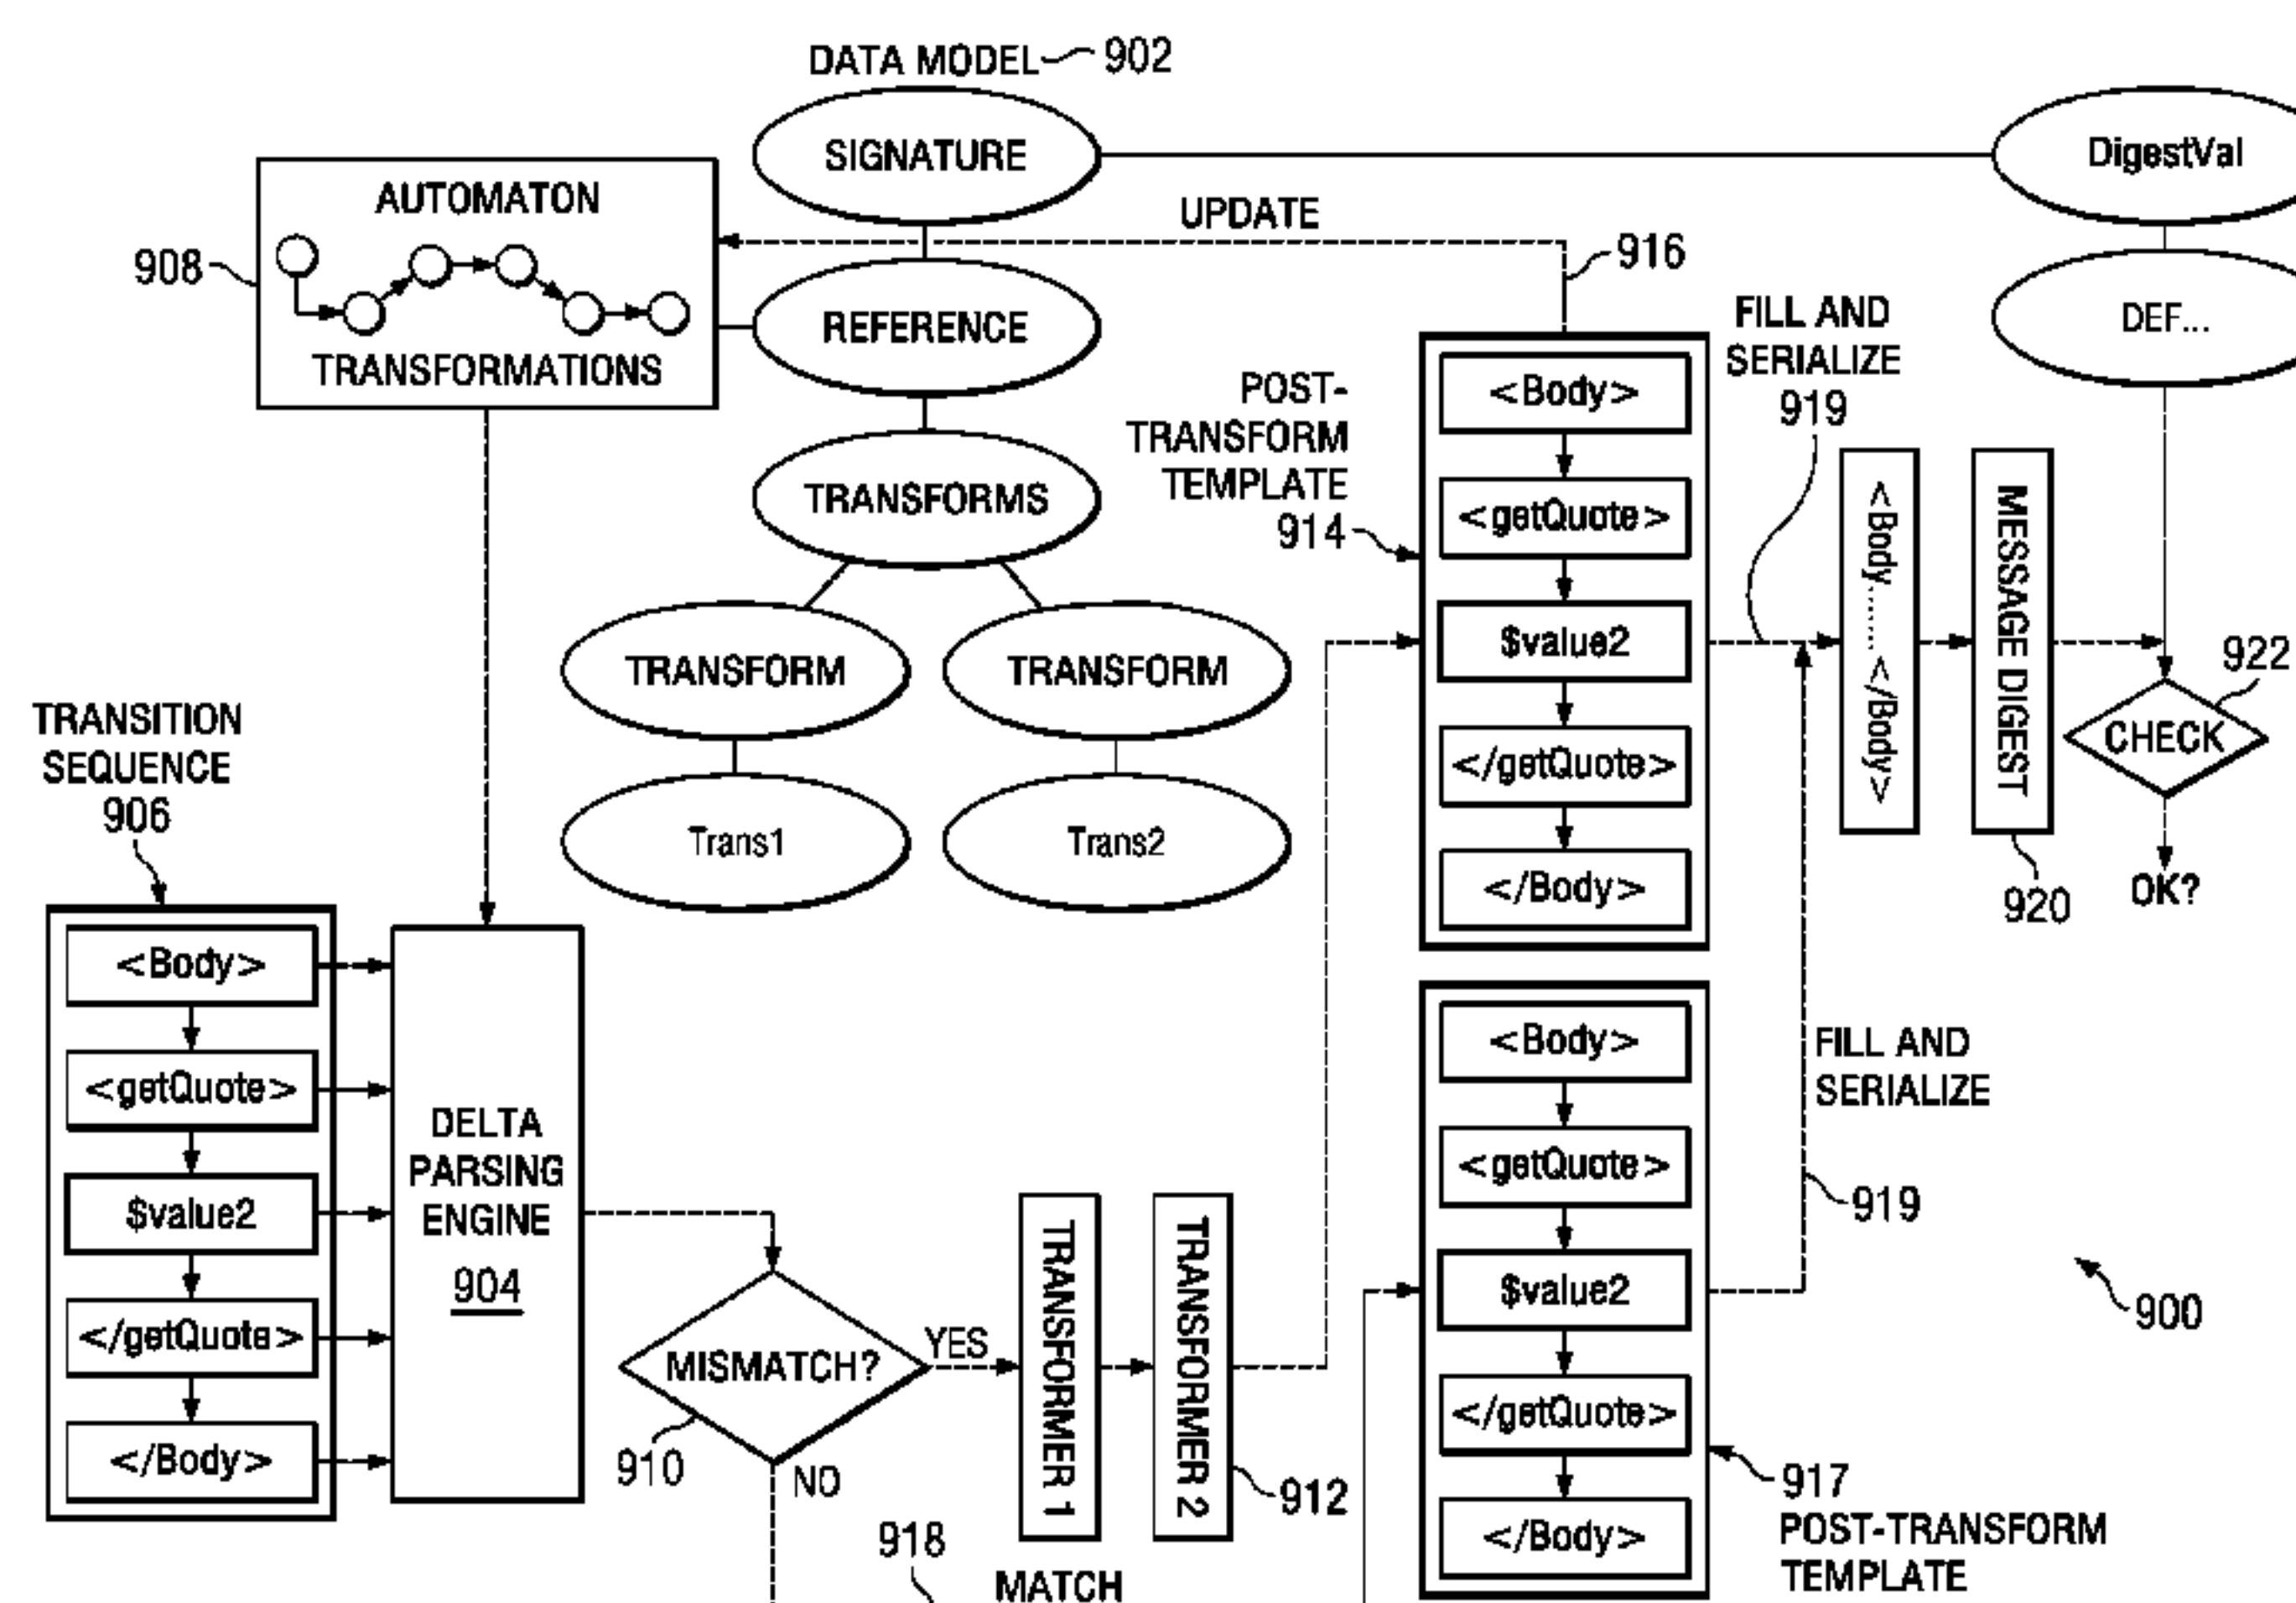 DATA MODEL 902
SIGNATURE
DigestVal
AUTOMATON
UPDATE
908
916
REFERENCE
DEF...
TRANSFORMATIONS
FILL AND
SERIALIZE
919
POST-
TRANSFORM
TEMPLATE
914
<Body>
<getQuote>
$value2
</getQuote>
</Body>
TRANSFORMS
TRANSFORM
TRANSFORM
Trans1
Trans2
<Body...... </Body>
MESSAGE DIGEST
920
922
CHECK
OK?
TRANSITION
SEQUENCE
906
<Body>
<getQuote>
$value2
</getQuote>
</Body>
DELTA
PARSING
ENGINE
904
MISMATCH?
910
YES
NO
TRANSFORMER 1
TRANSFORMER 2
912
918
MATCH
<Body>
<getQuote>
$value2
</getQuote>
</Body>
FILL AND
SERIALIZE
919
900
917
POST-TRANSFORM
TEMPLATE